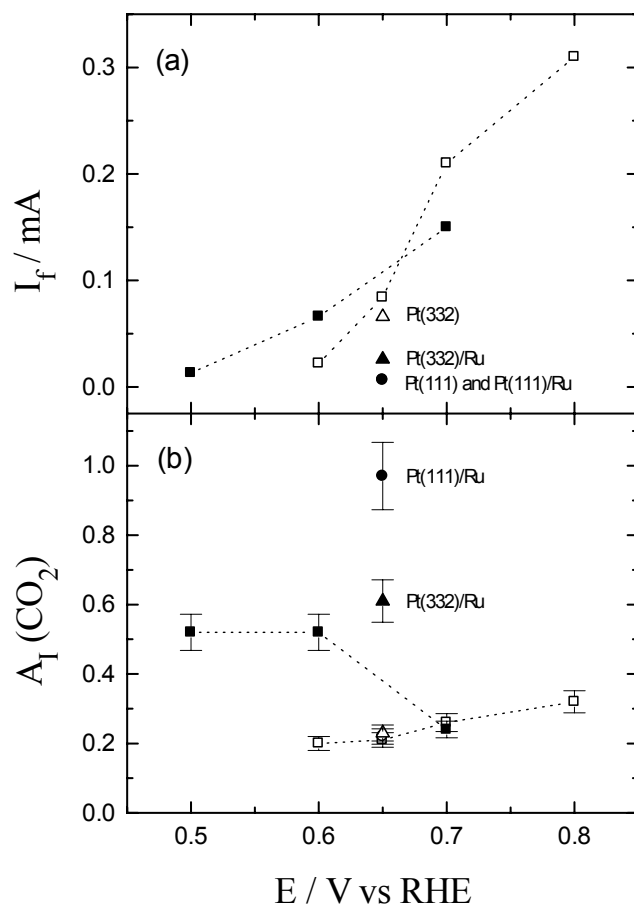 (a)
0.3
0.2
0.1
0.0
I_f / mA
Pt(332)
Pt(332)/Ru
Pt(111) and Pt(111)/Ru
(b)
1.0
0.8
0.6
0.4
0.2
0.0
A_I (CO_2)
Pt(111)/Ru
Pt(332)/Ru
0.5 0.6 0.7 0.8
E / V vs RHE